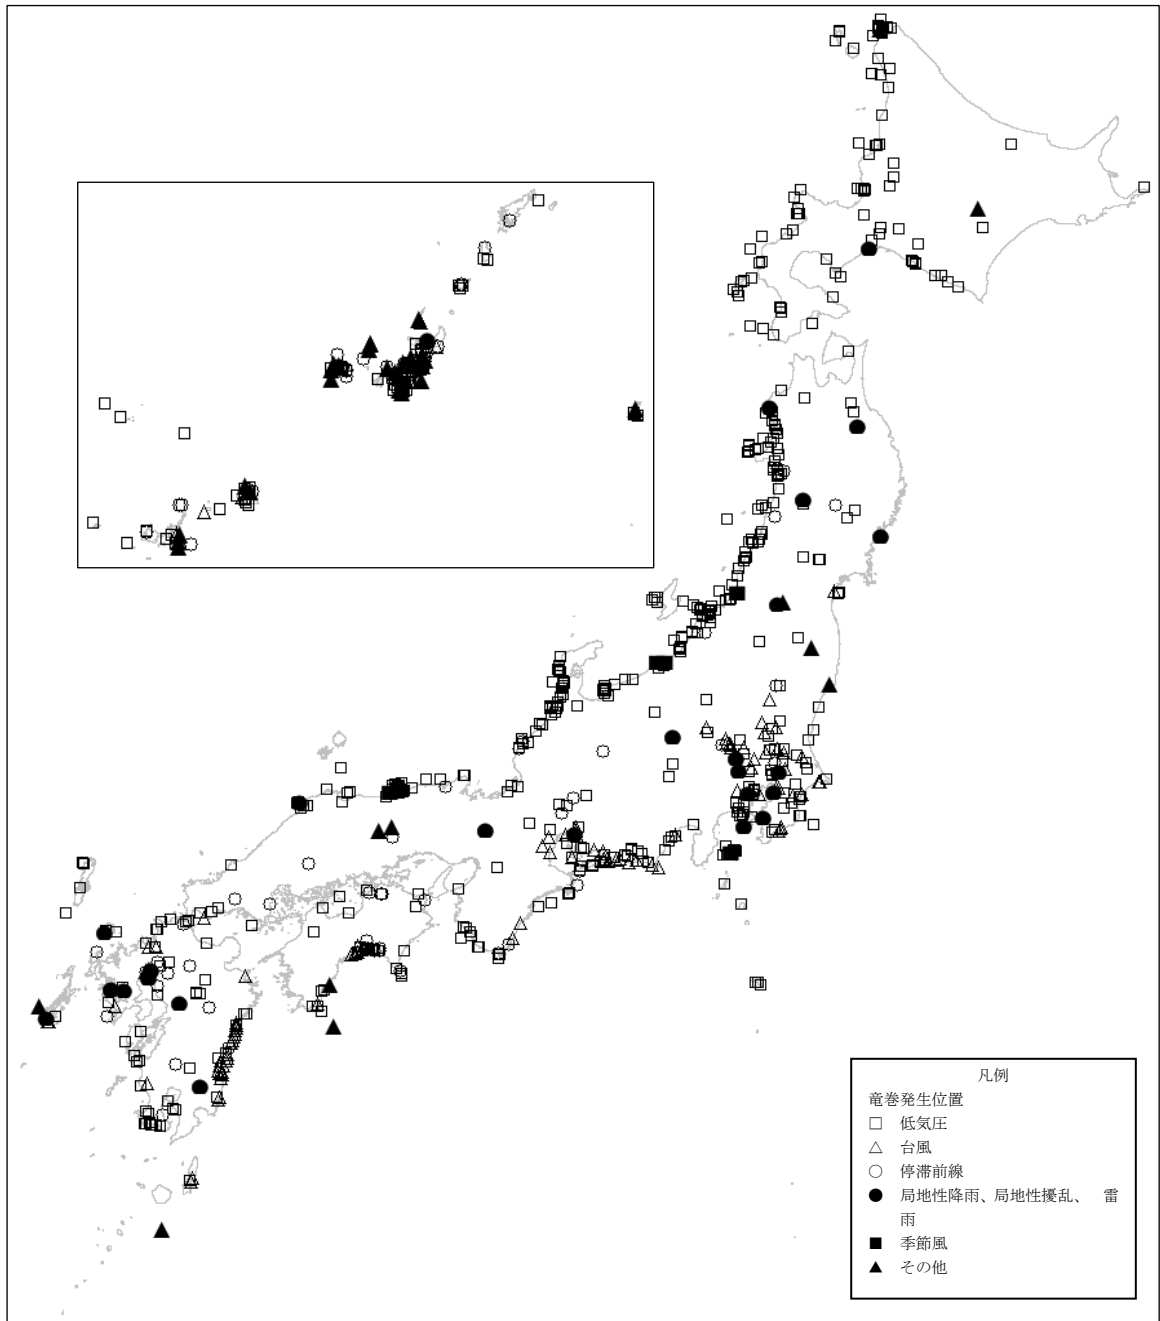 凡例
竜巻発生位置
□ 低気圧
△ 台風
○ 停滞前線
● 局地性降雨、局地性擾乱、 雷
雨
■ 季節風
▲ その他